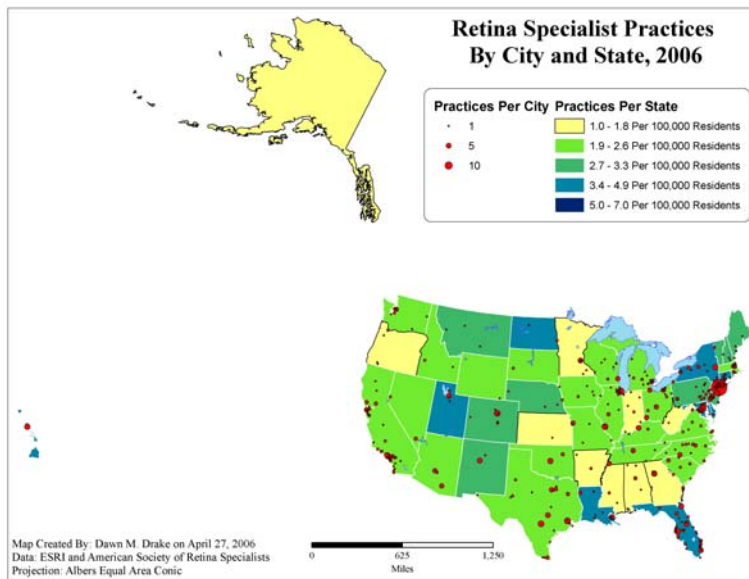 Retina Specialist Practices
By City and State, 2006
Practices Per City
1
5
10
Practices Per State
1.0 - 1.8 Per 100,000 Residents
1.9 - 2.6 Per 100,000 Residents
2.7 - 3.3 Per 100,000 Residents
3.4 - 4.9 Per 100,000 Residents
5.0 - 7.0 Per 100,000 Residents
Map Created By: Dawn M. Drake on April 27, 2006
Data: ESRI and American Society of Retina Specialists
Projection: Albers Equal Area Conic
0 625 1,250
Miles